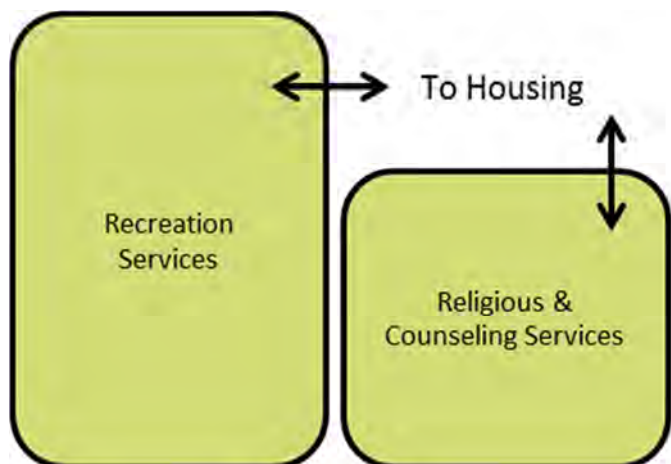 To Housing
Recreation
Services
Religious &
Counseling Services